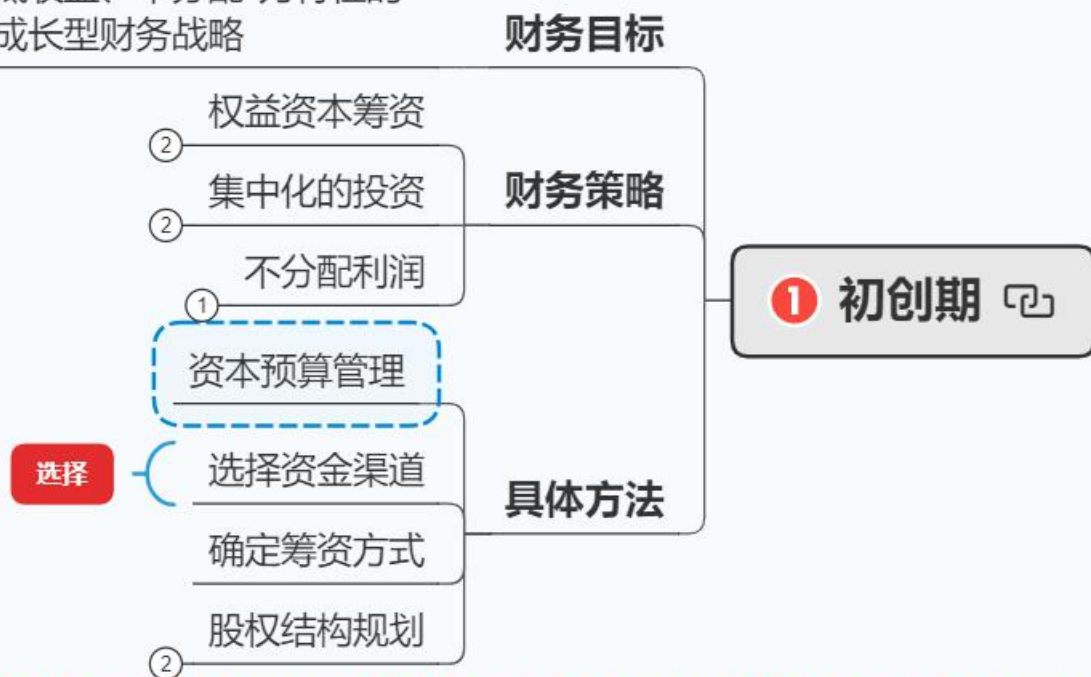 成长型财务战略
财务目标
权益资本筹资
2
集中化的投资
2
财务策略
不分配利润
1
1 初创期
资本预算管理
选择
选择资金渠道
具体方法
确定筹资方式
股权结构规划
2